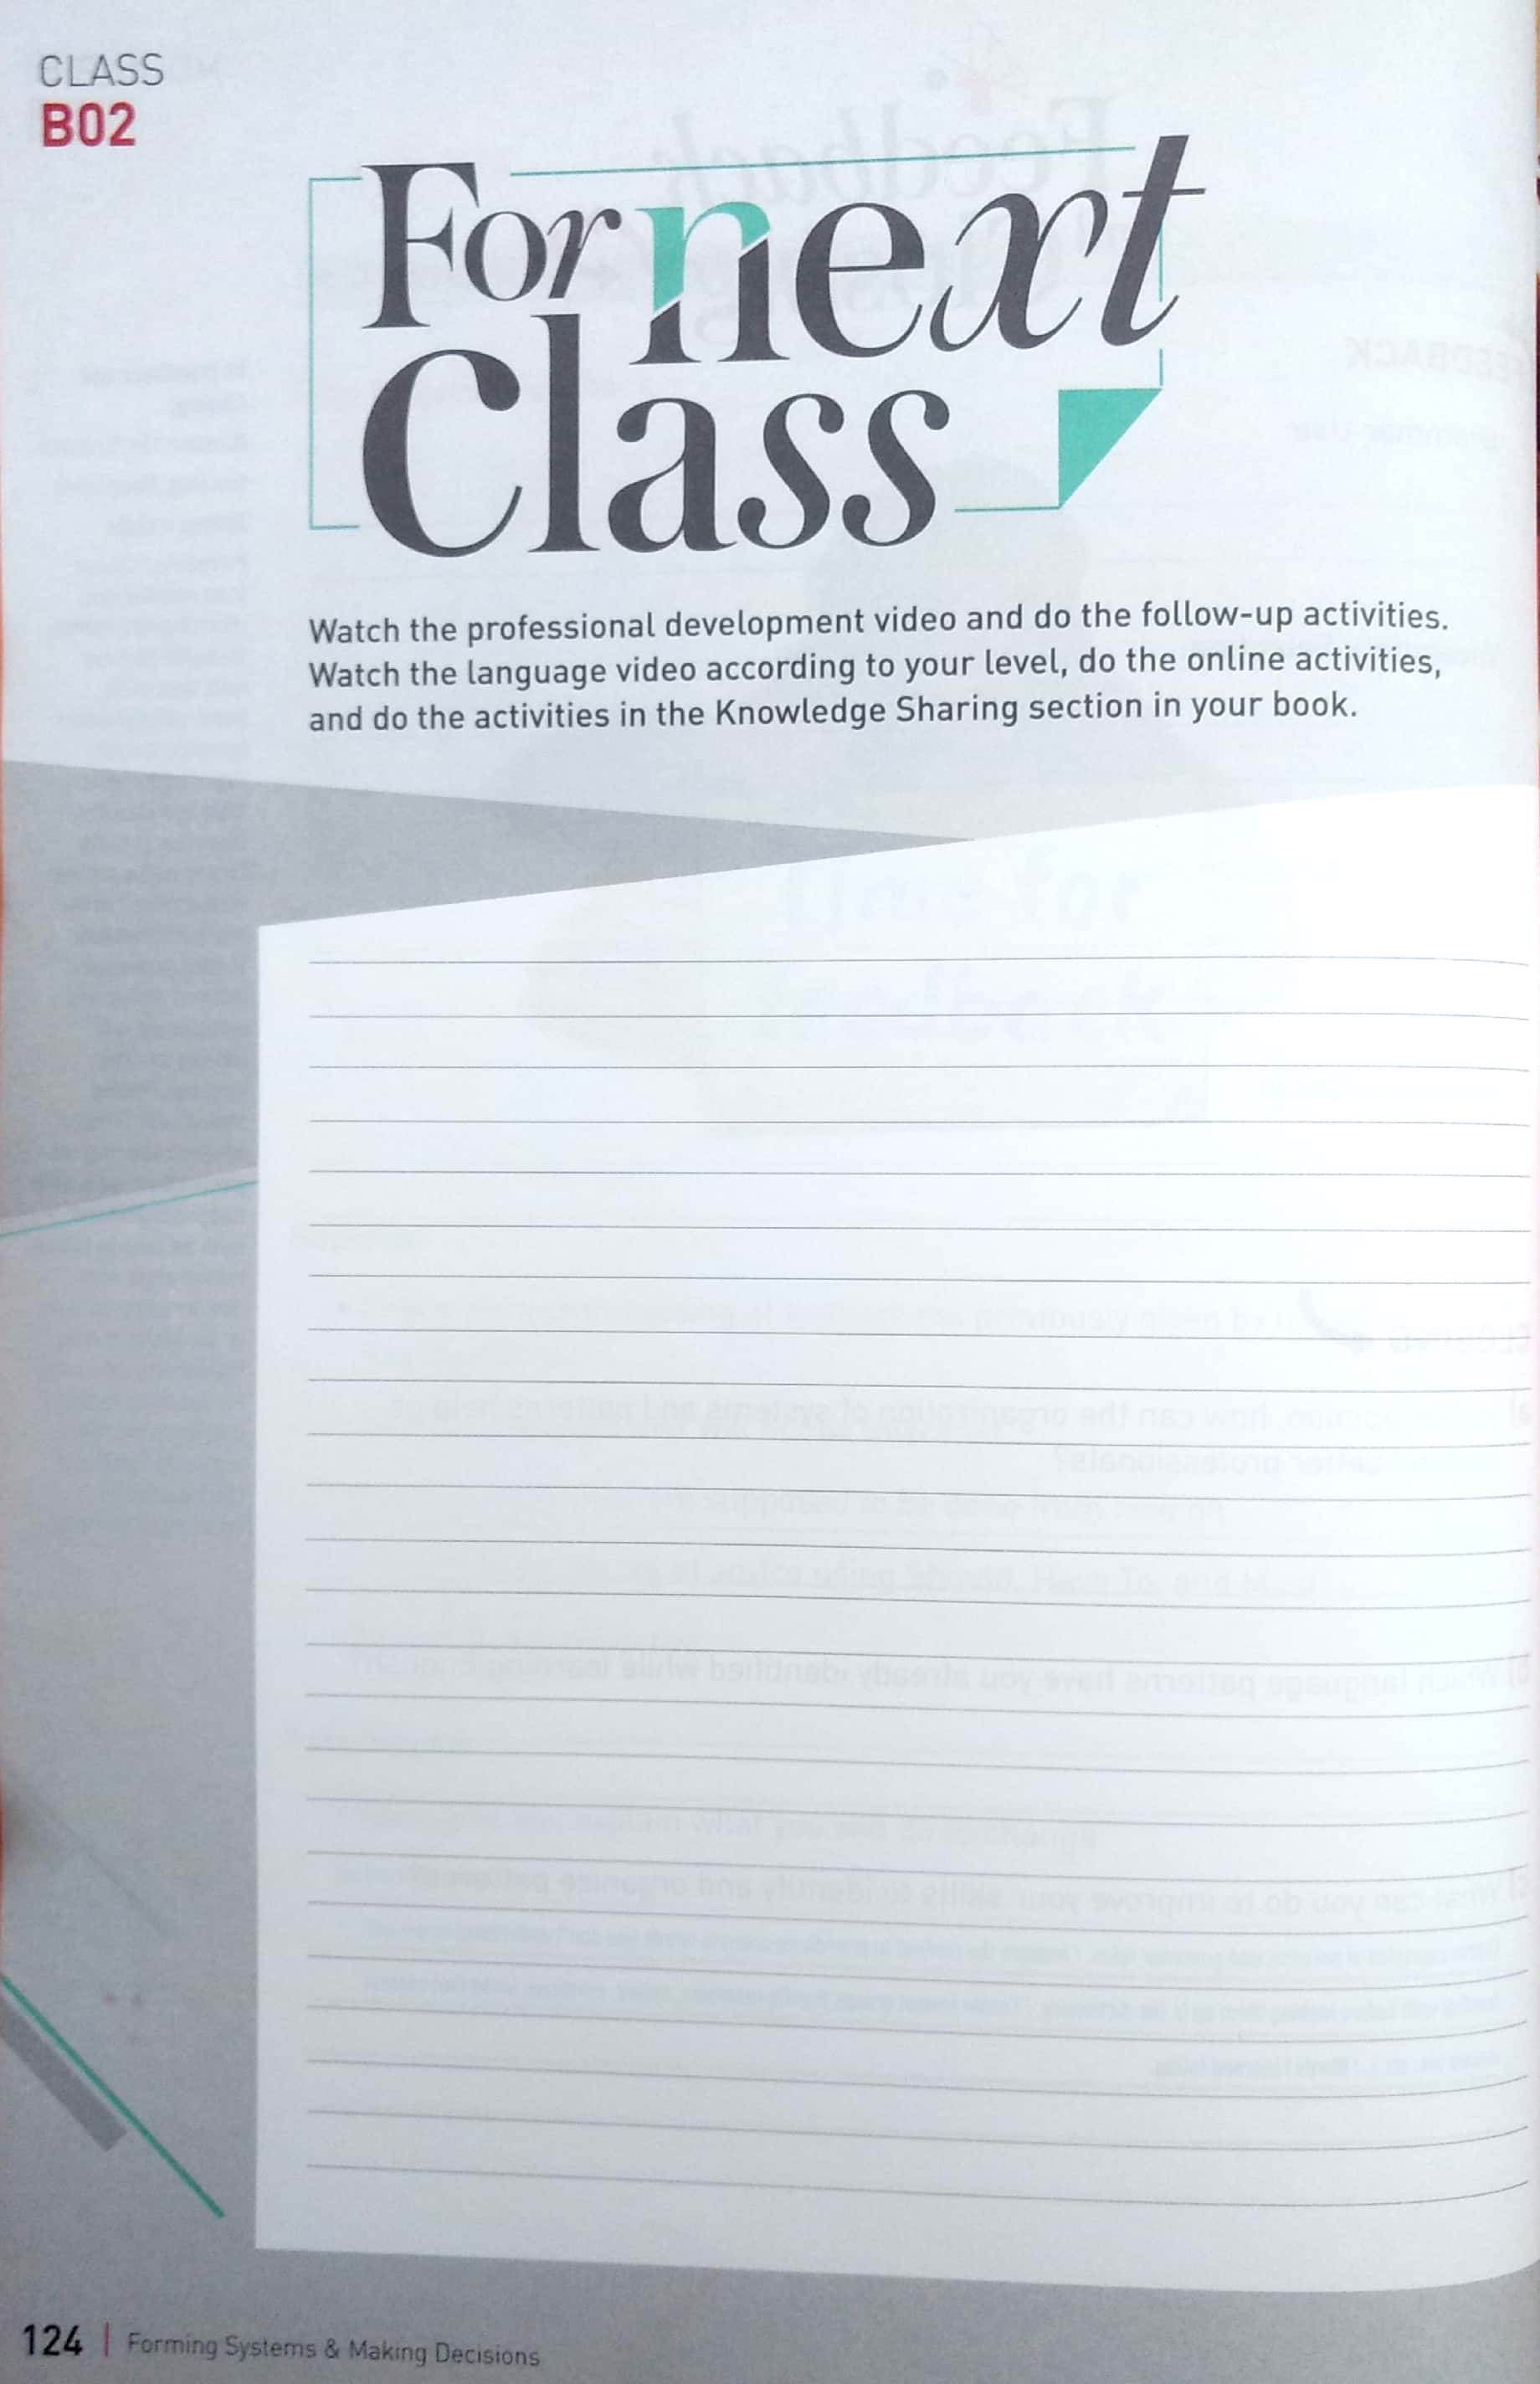 CLASS
B02
For next
Class
Watch the professional development video and do the follow-up activities.
Watch the language video according to your level, do the online activities,
and do the activities in the Knowledge Sharing section in your book.
124 | Forming Systems & Making Decisions